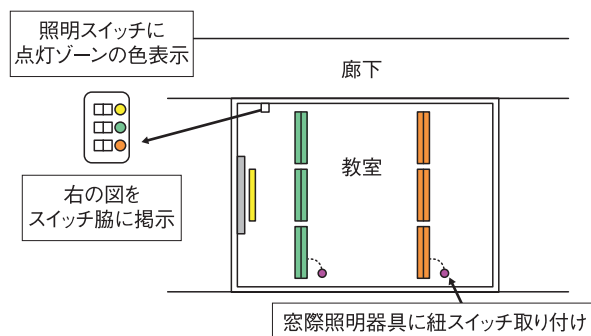 照明スイッチに
点灯ゾーンの色表示
廊下
教室
右の図を
スイッチ脇に掲示
窓際照明器具に紐スイッチ取り付け